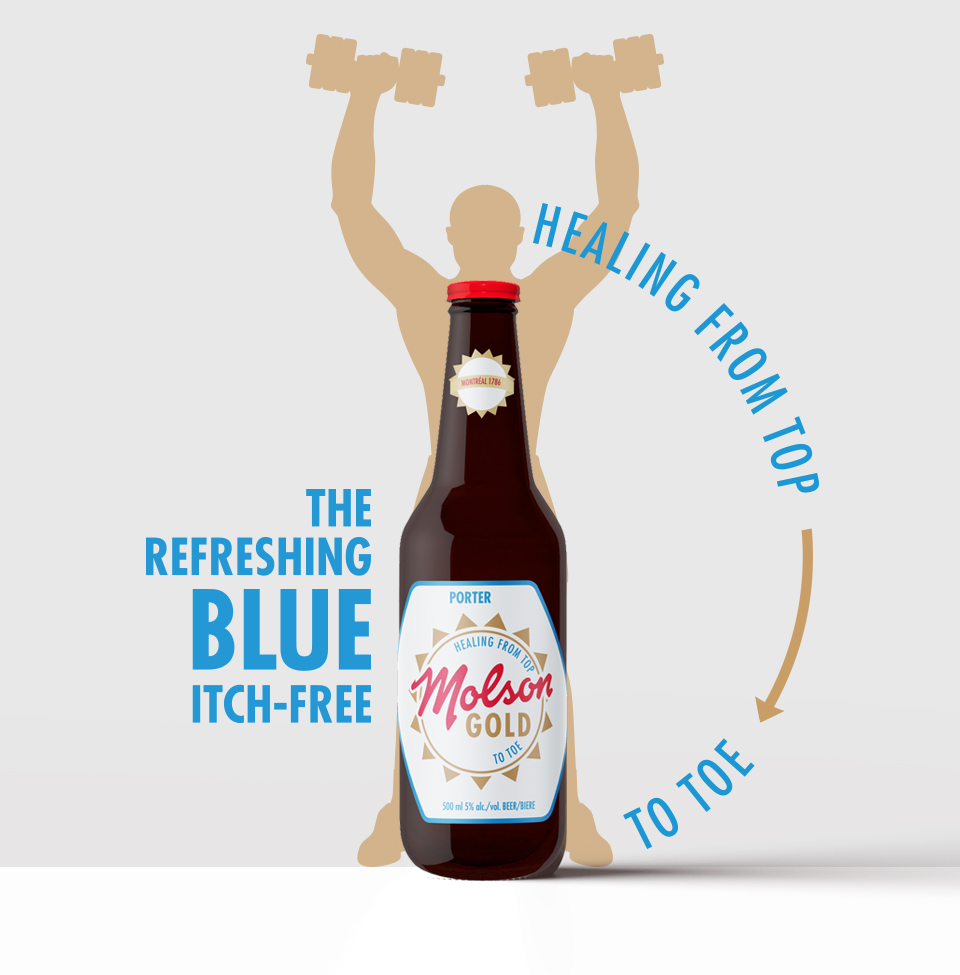 HEALING FROM TOP
TO TOE
THE
REFRESHING
BLUE
ITCH-FREE
MONTRÉAL 1786
PORTER
HEALING FROM TOP
Molson
GOLD
TO TOE
500 ml 5% alc./vol. BEER/BIERE